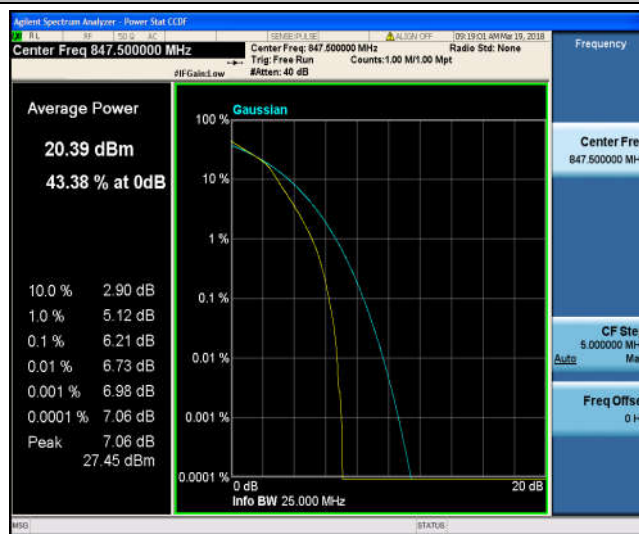 Agilent Spectrum Analyzer - Power Stat CCDF
RL RF 50 Ω AC SENSE:PULSE ALIGN OFF 09:19:01 AM Mar 19, 2018
Center Freq 847.500000 MHz
Center Freq: 847.500000 MHz Radio Std: None
Trig: Free Run Counts:1.00 M/1.00 Mpt
#IFGain:Low #Atten: 40 dB
Frequency
Average Power
20.39 dBm
43.38 % at 0dB
10.0 % 2.90 dB
1.0 % 5.12 dB
0.1 % 6.21 dB
0.01 % 6.73 dB
0.001 % 6.98 dB
0.0001 % 7.06 dB
Peak 7.06 dB
27.45 dBm
Gaussian
100 %
10 %
1 %
0.1 %
0.01 %
0.001 %
0.0001 %
0 dB 20 dB
Info BW 25.000 MHz
Center Fre
847.500000 MH
CF Ste
5.000000 MH
Auto Ma
Freq Offse
0 H
MSG STATUS